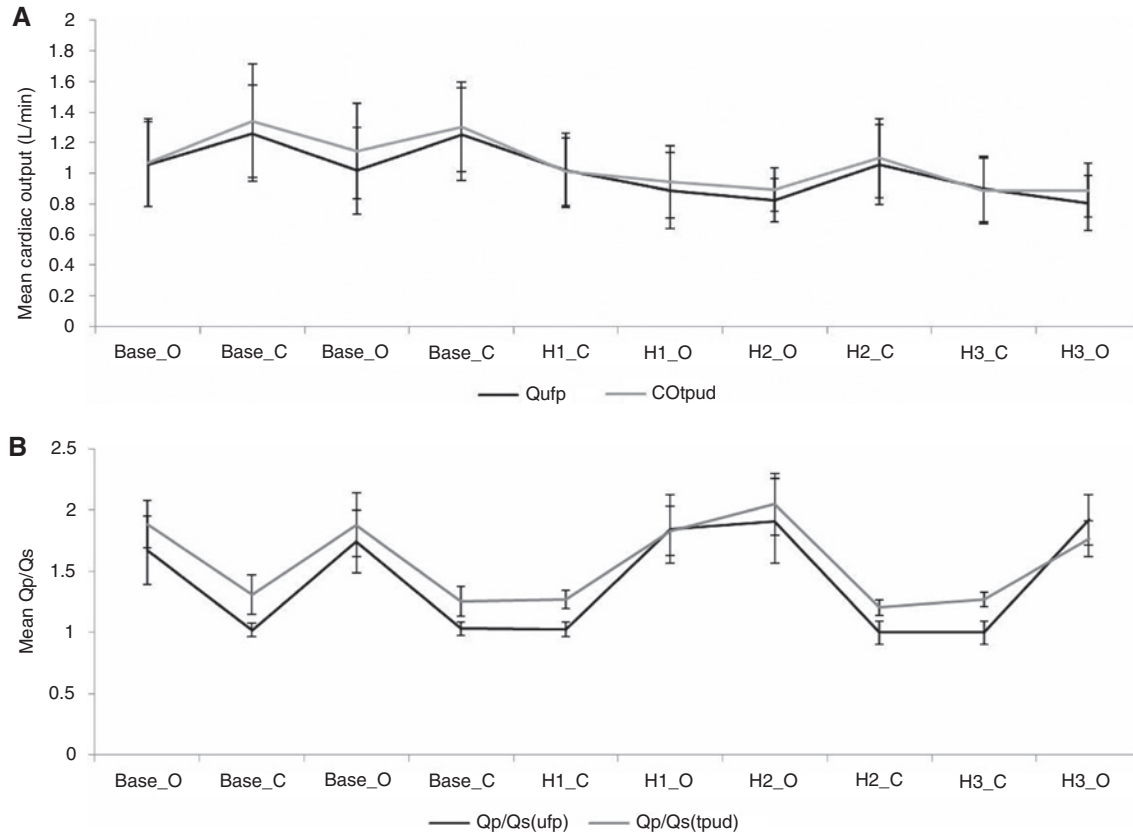 A
Mean cardiac output (L/min)
2
1.8
1.6
1.4
1.2
1
0.8
0.6
0.4
0.2
0
Base_O Base_C Base_O Base_C H1_C H1_O H2_O H2_C H3_C H3_O
Qufp COtpud
B
Mean Qp/Qs
2.5
2
1.5
1
0.5
0
Base_O Base_C Base_O Base_C H1_C H1_O H2_O H2_C H3_C H3_O
Qp/Qs(ufp) Qp/Qs(tpud)